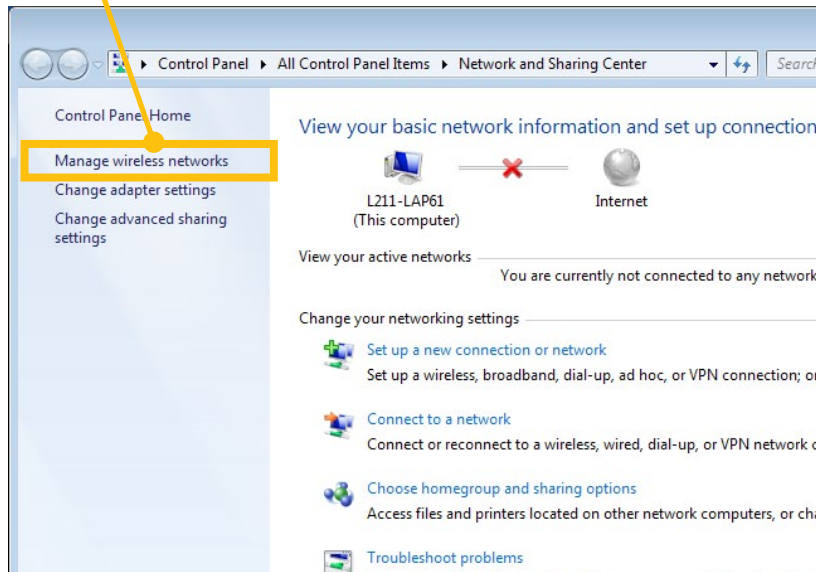 Control Panel ▸ All Control Panel Items ▸ Network and Sharing Center
Search
Control Panel Home
Manage wireless networks
Change adapter settings
Change advanced sharing
settings
View your basic network information and set up connection
L211-LAP61
(This computer)
Internet
View your active networks
You are currently not connected to any network
Change your networking settings
Set up a new connection or network
Set up a wireless, broadband, dial-up, ad hoc, or VPN connection; or
Connect to a network
Connect or reconnect to a wireless, wired, dial-up, or VPN network
Choose homegroup and sharing options
Access files and printers located on other network computers, or
Troubleshoot problems